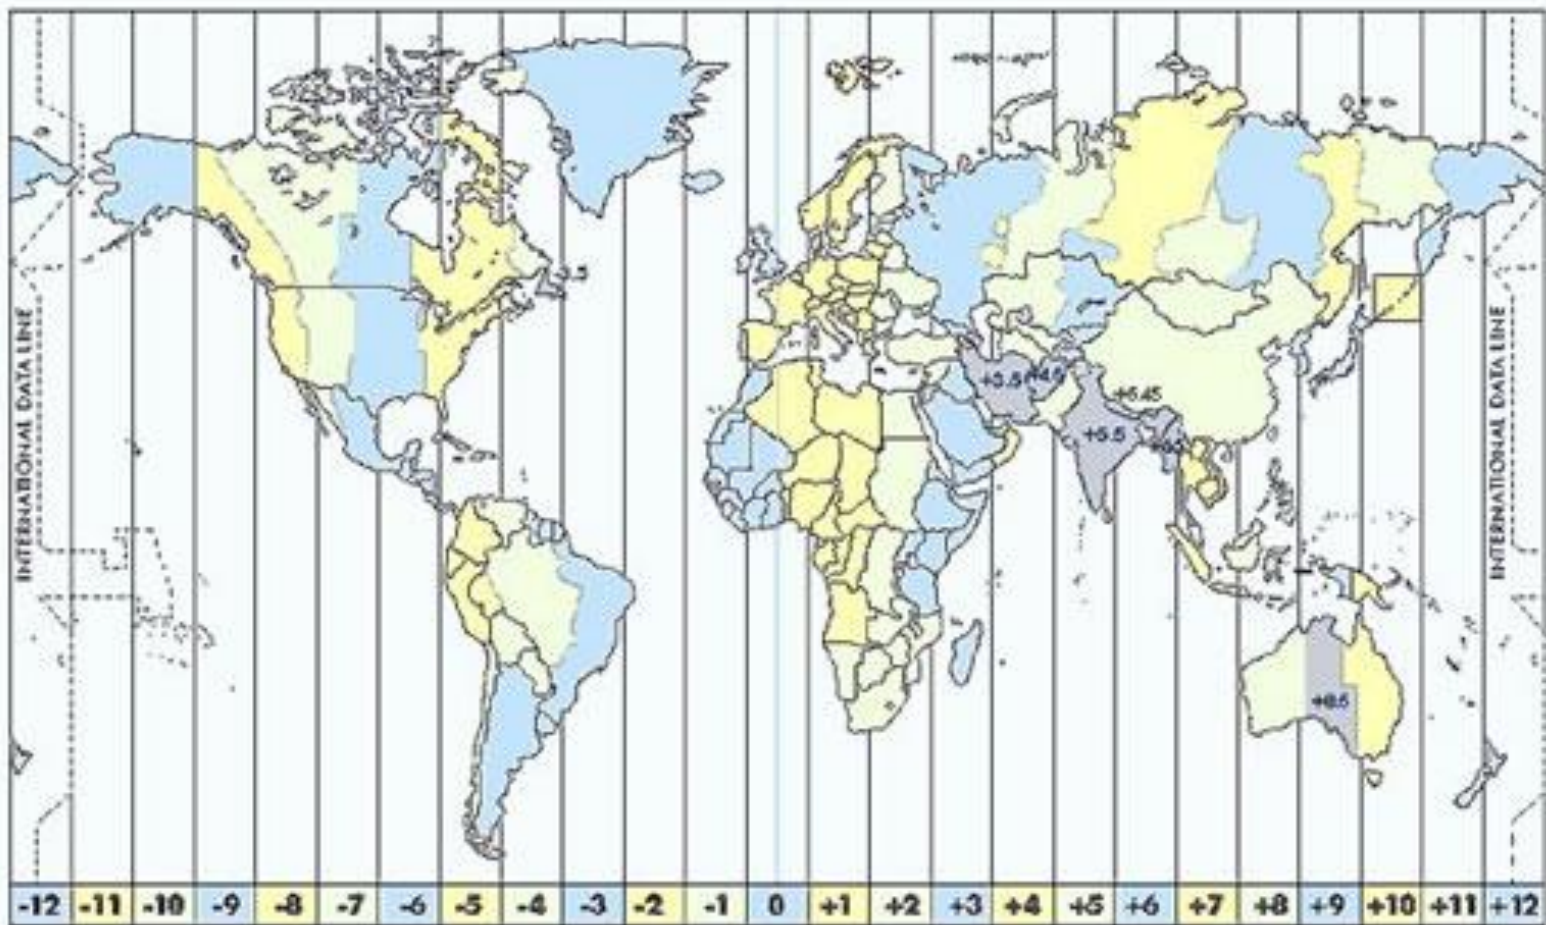 INTERNATIONAL DATA LINE
INTERNATIONAL DATA LINE
+3.5
+4.5
+5.45
+5.5
-3.5
-12 -11 -10 -9 -8 -7 -6 -5 -4 -3 -2 -1 0 +1 +2 +3 +4 +5 +6 +7 +8 +9 +10 +11 +12